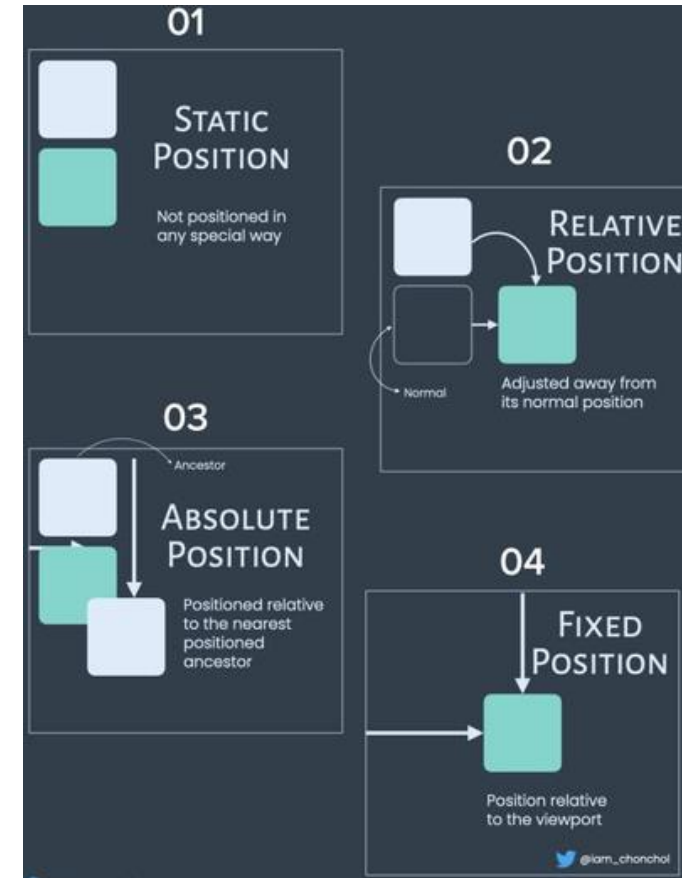 01
STATIC
POSITION
Not positioned in
any special way
02
RELATIVE
POSITION
Normal
Adjusted away from
its normal position
03
Ancestor
ABSOLUTE
POSITION
Positioned relative
to the nearest
positioned
ancestor
04
FIXED
POSITION
Position relative
to the viewport
@iam_chonchol